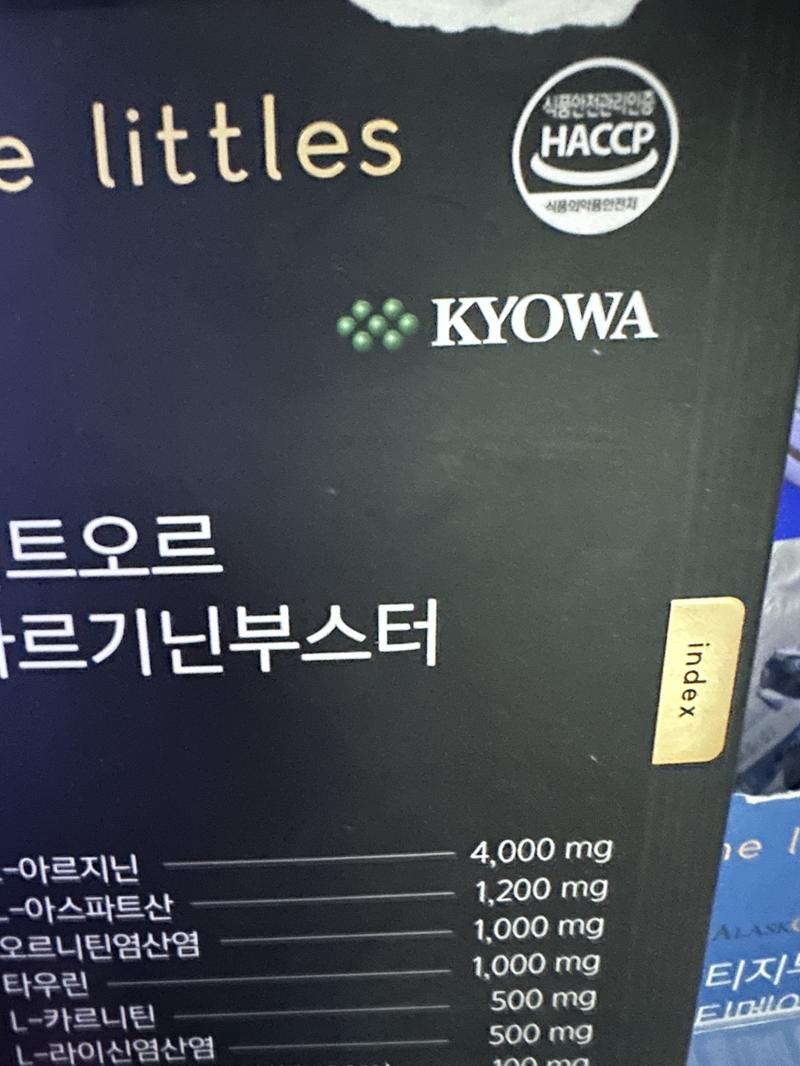 e littles
식품안전관리인증
HACCP
식품의약품안전처
KYOWA
트오르
아르기닌부스터
index
L-아르지닌 4,000 mg
L-아스파트산 1,200 mg
오르니틴염산염 1,000 mg
타우린 1,000 mg
L-카르니틴 500 mg
L-라이신염산염 500 mg
100 mg
ne l
ALASK
티지